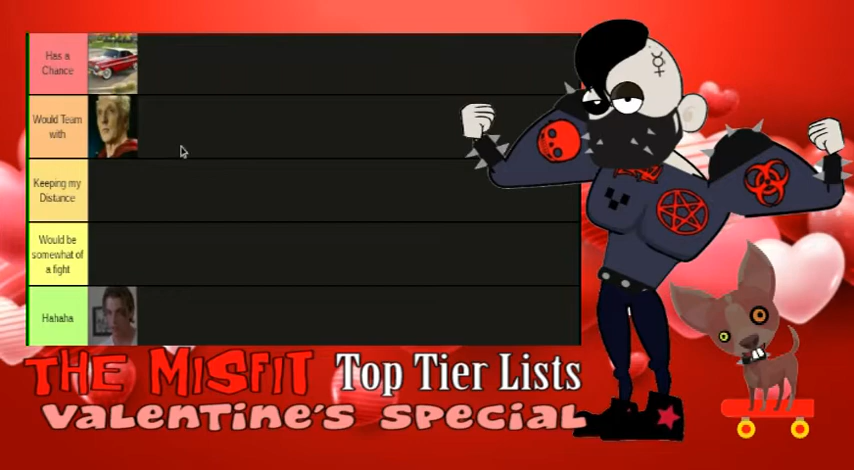 Has a
Chance
Would Team
with
Keeping my
Distance
Would be
somewhat of
a fight
Hahaha
THE MISFIT Top Tier Lists
VALENTINE'S SPECIAL